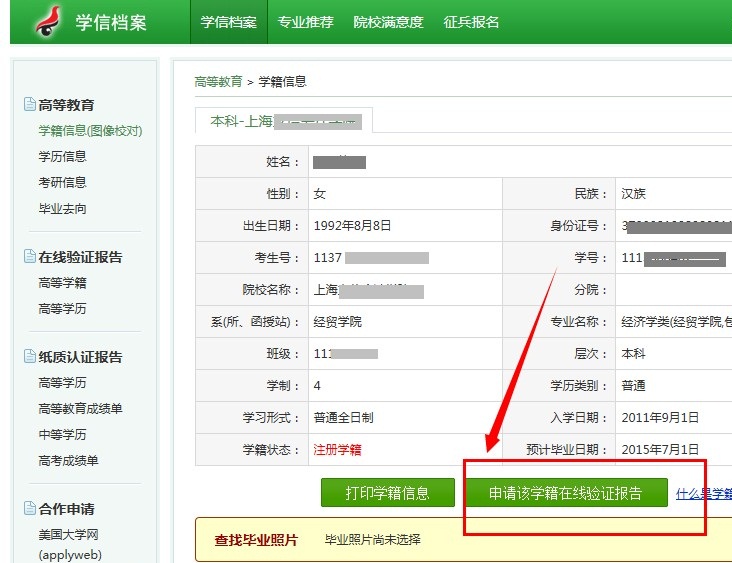 学信档案 学信档案 专业推荐 院校满意度 征兵报名
高等教育
学籍信息(图像校对)
学历信息
考研信息
毕业去向
在线验证报告
高等学籍
高等学历
纸质认证报告
高等学历
高等教育成绩单
中等学历
高考成绩单
合作申请
美国大学网
(applyweb)
高等教育 > 学籍信息
本科-上海
姓名：
性别： 女 民族： 汉族
出生日期： 1992年8月8日 身份证号：
考生号： 1137 学号： 111
院校名称： 上海 分院：
系(所、函授站)： 经贸学院 专业名称： 经济学类(经贸学院,包
班级： 111 层次： 本科
学制： 4 学历类别： 普通
学习形式： 普通全日制 入学日期： 2011年9月1日
学籍状态： 注册学籍 预计毕业日期： 2015年7月1日
打印学籍信息 申请该学籍在线验证报告 什么是学籍
查找毕业照片 毕业照片尚未选择